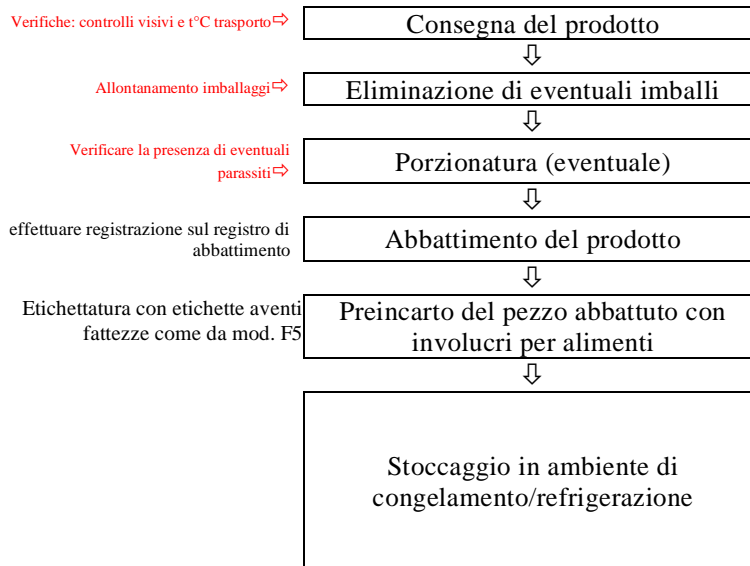 Verifiche: controlli visivi e t°C trasporto⇨
Consegna del prodotto
⇩
Allontanamento imballaggi⇨
Eliminazione di eventuali imballi
⇩
Verificare la presenza di eventuali
parassiti⇨
Porzionatura (eventuale)
⇩
effettuare registrazione sul registro di
abbattimento
Abbattimento del prodotto
⇩
Etichettatura con etichette aventi
fattezze come da mod. F5
Preincarto del pezzo abbattuto con
involucri per alimenti
⇩
Stoccaggio in ambiente di
congelamento/refrigerazione